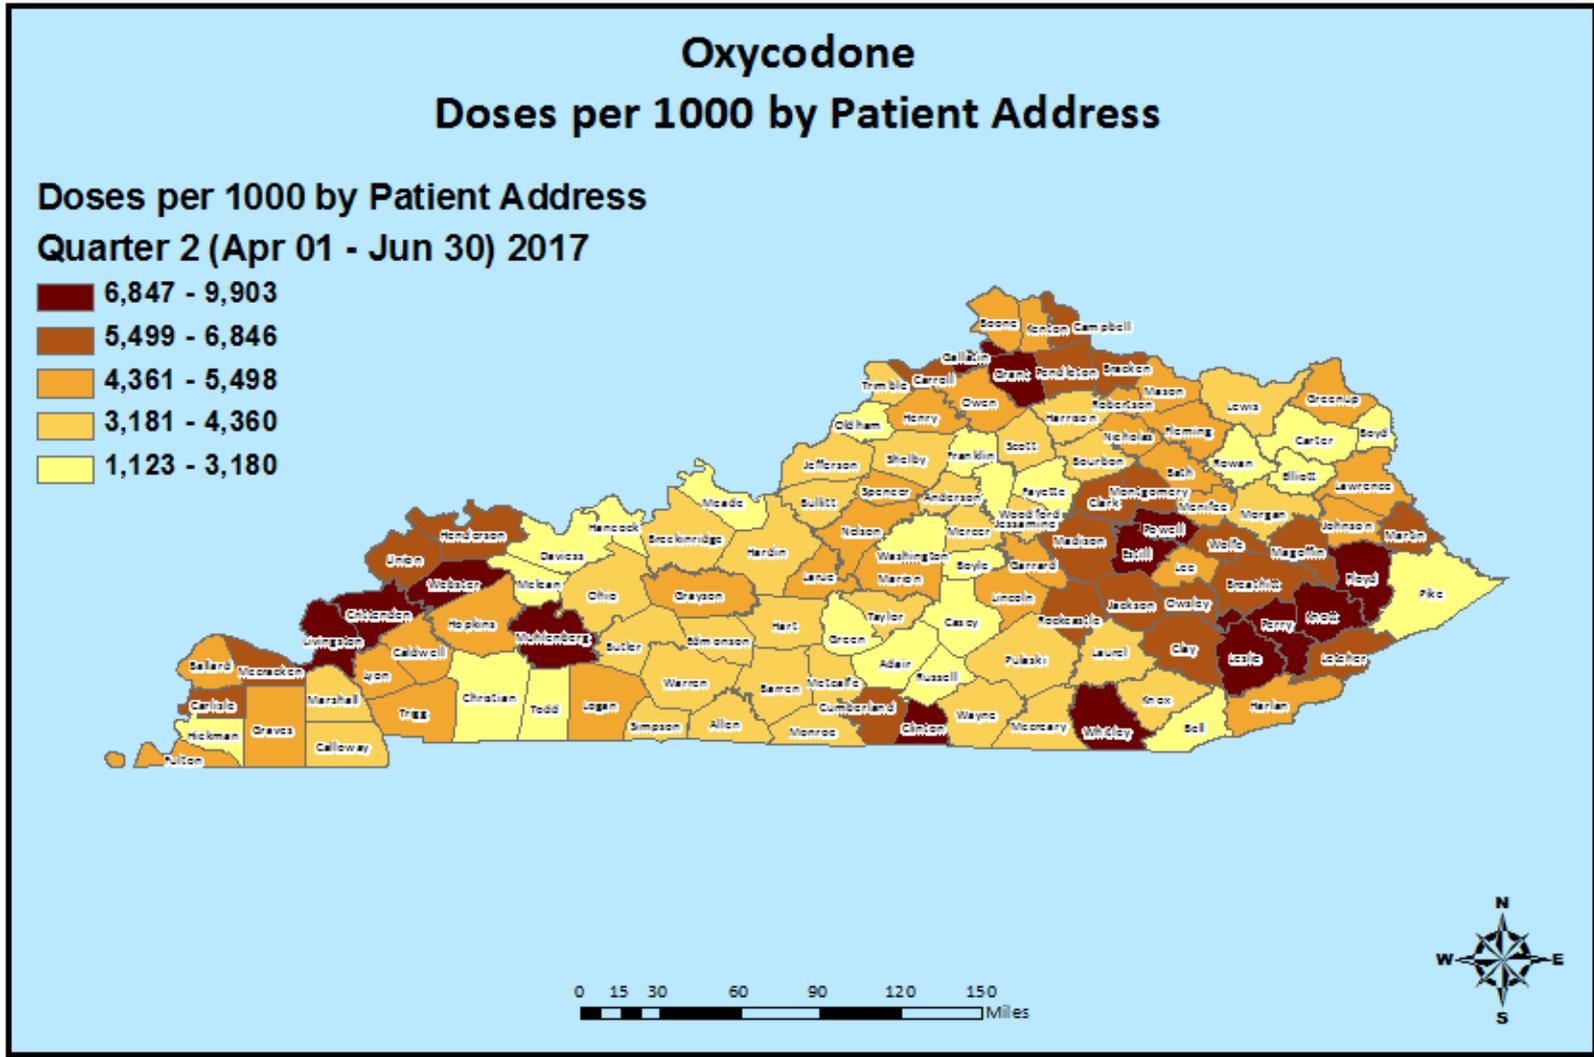 Oxycodone
Doses per 1000 by Patient Address
Doses per 1000 by Patient Address
Quarter 2 (Apr 01 - Jun 30) 2017
6,847 - 9,903
5,499 - 6,846
4,361 - 5,498
3,181 - 4,360
1,123 - 3,180
Boone Kenton Campbell
Gallatin
Grant Pendleton Bracken
Trimble Carroll
Owen Mason
Robertson Lewis Greenup
Oldham Henry Harrison
Nicholas Fleming
Carter Boyd
Jefferson Shelby Franklin Scott
Bourbon Rowan
Bath Elliott
Lawrence
Meade Bullitt Spencer Anderson Fayette
Clark Montgomery
Menifee Morgan
Woodford
Jessamine
Hancock
Henderson Daviess Breckinridge Hardin Nelson Mercer
Washington Madison Powell
Estill Wolfe Magoffin Johnson Martin
Union
Webster Mclean Ohio Grayson Larue Marion Boyle Garrard
Lee Breathitt Floyd Pike
Crittenden
Livingston Hopkins Muhlenberg
Butler Edmonson Hart Taylor
Green Casey Lincoln
Rockcastle Jackson Owsley
Perry Knott
Ballard Mccracken Lyon Caldwell
Warren Barren Metcalfe Adair Russell Pulaski Laurel Clay Leslie Letcher
Carlisle Marshall Trigg Christian Todd Logan
Simpson Allen Monroe Cumberland Clinton Wayne Mccreary Whitley Knox Bell Harlan
Hickman Graves Calloway
Fulton
N
W E
S
0 15 30 60 90 120 150
Miles